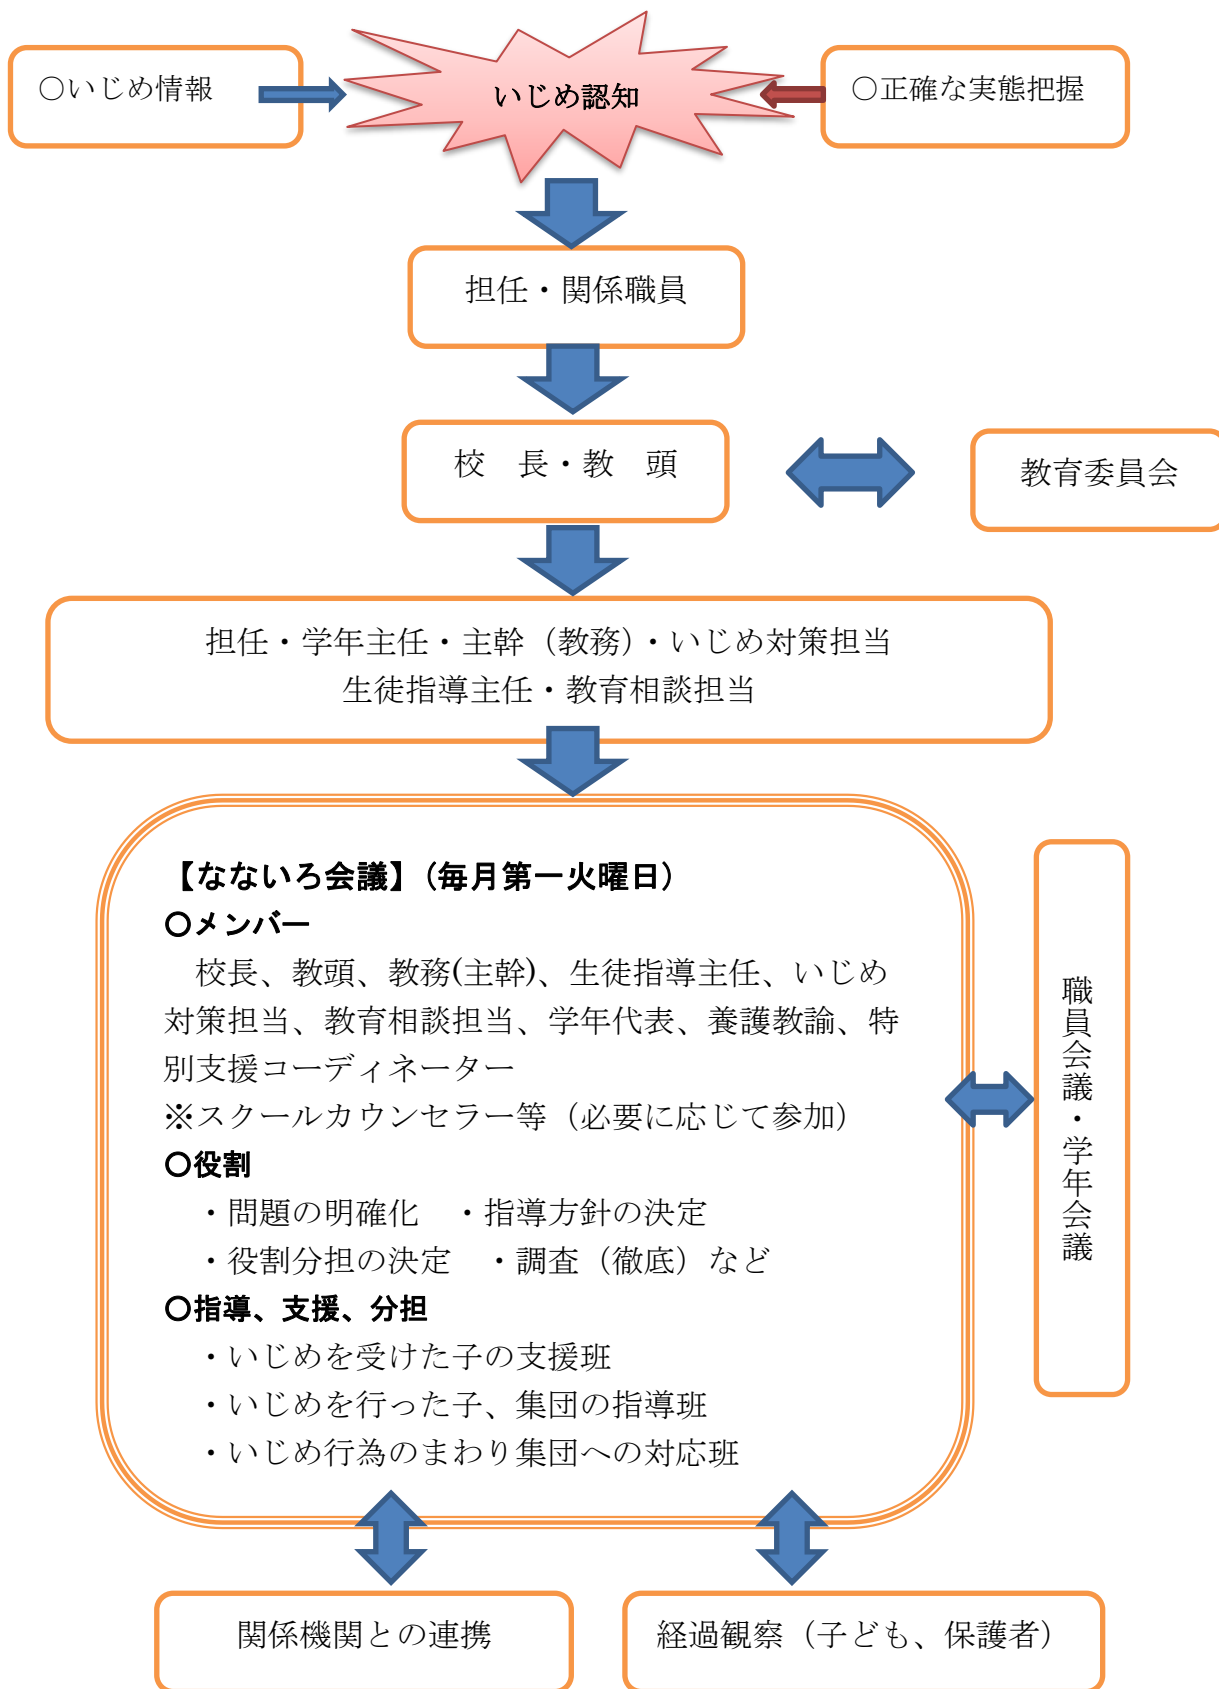 ○いじめ情報
いじめ認知
○正確な実態把握
担任・関係職員
校　長・教　頭
教育委員会
担任・学年主任・主幹（教務）・いじめ対策担当
生徒指導主任・教育相談担当
【なないろ会議】（毎月第一火曜日）
○メンバー
校長、教頭、教務(主幹)、生徒指導主任、いじめ
対策担当、教育相談担当、学年代表、養護教諭、特
別支援コーディネーター
※スクールカウンセラー等（必要に応じて参加）
○役割
・問題の明確化　・指導方針の決定
・役割分担の決定　・調査（徹底）など
○指導、支援、分担
・いじめを受けた子の支援班
・いじめを行った子、集団の指導班
・いじめ行為のまわり集団への対応班
職員会議・学年会議
関係機関との連携
経過観察（子ども、保護者）